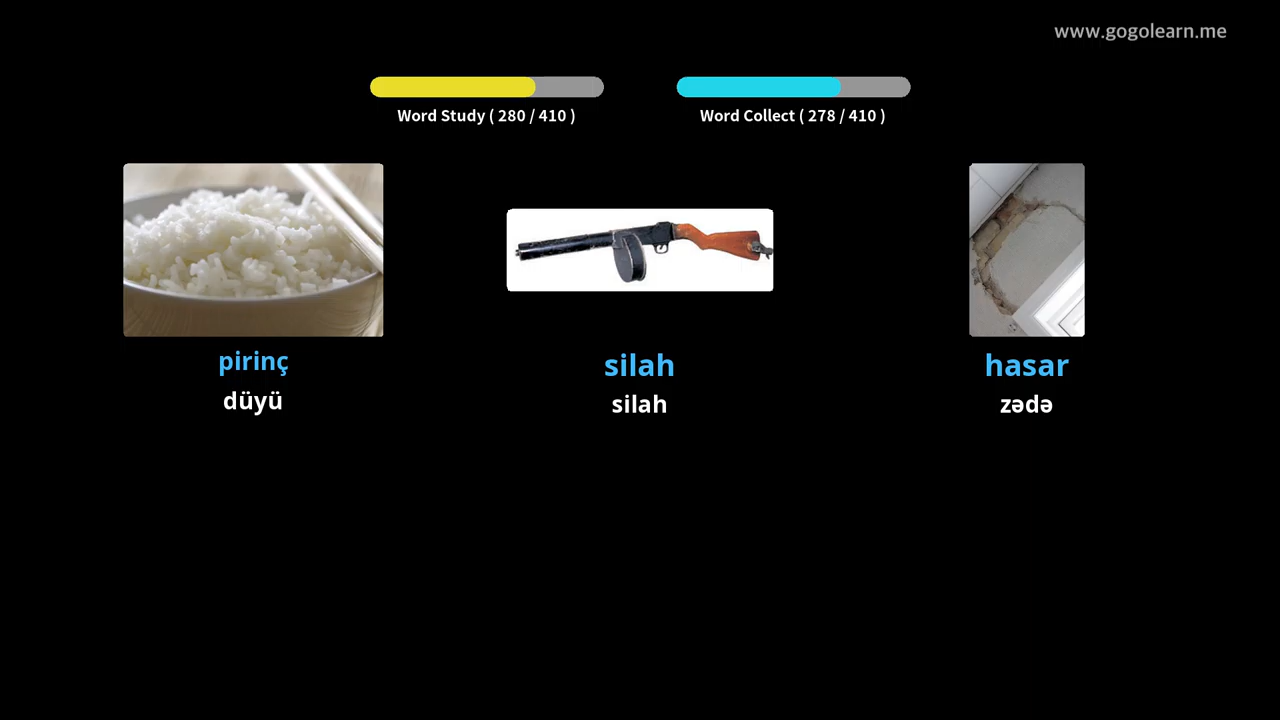 www.gogolearn.me
Word Study ( 280 / 410 )
Word Collect ( 278 / 410 )
pirinç
düyü
silah
silah
hasar
zədə